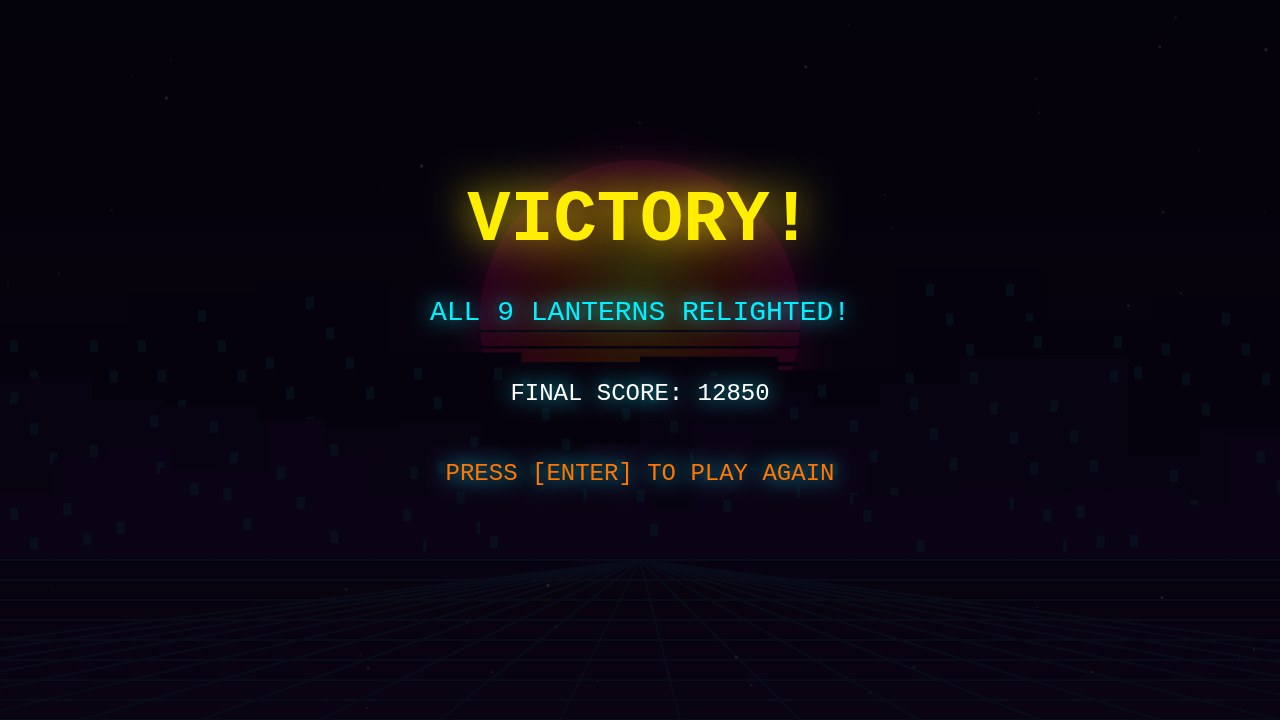 VICTORY!
ALL 9 LANTERNS RELIGHTED!
FINAL SCORE: 12850
PRESS [ENTER] TO PLAY AGAIN